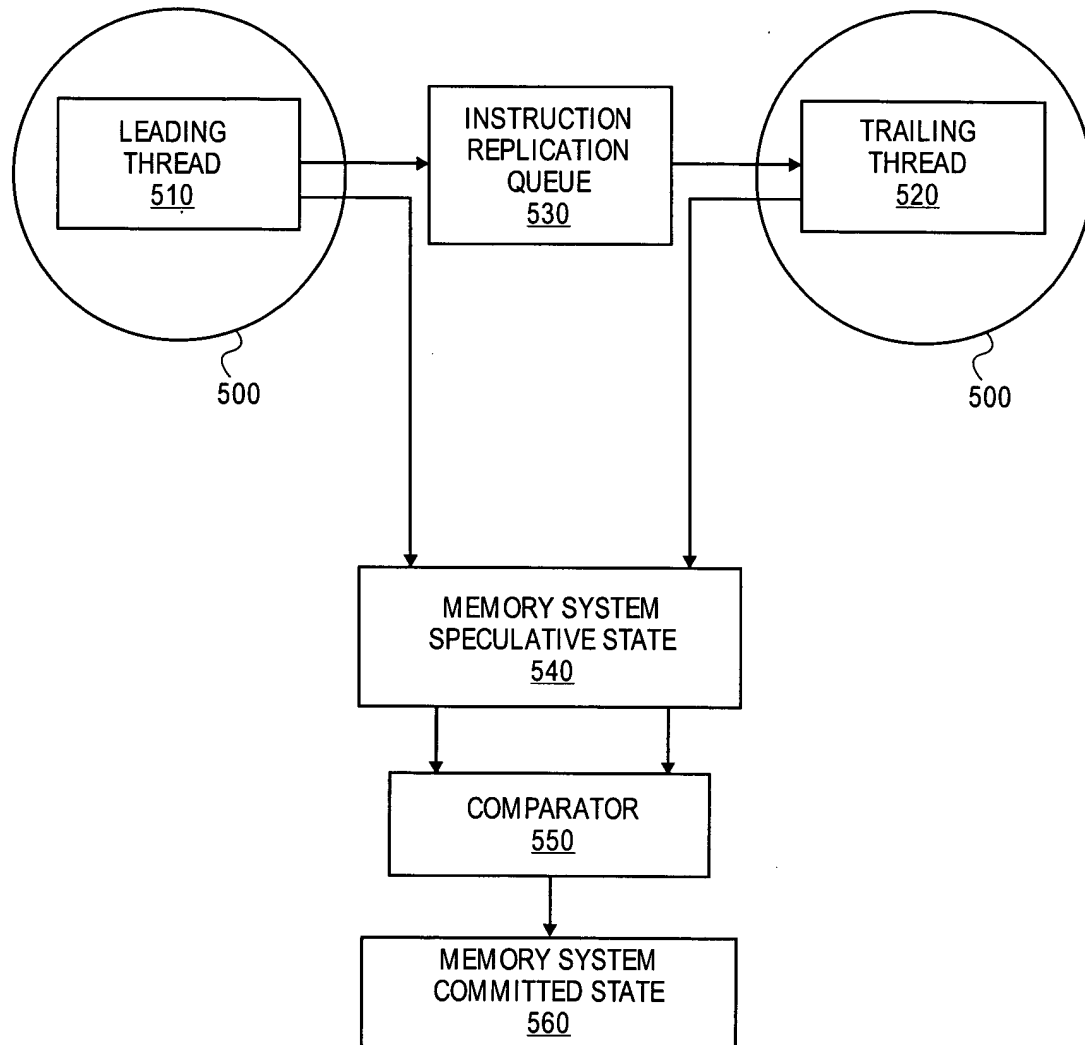 LEADING
THREAD
510
INSTRUCTION
REPLICATION
QUEUE
530
TRAILING
THREAD
520
500
500
MEMORY SYSTEM
SPECULATIVE STATE
540
COMPARATOR
550
MEMORY SYSTEM
COMMITTED STATE
560